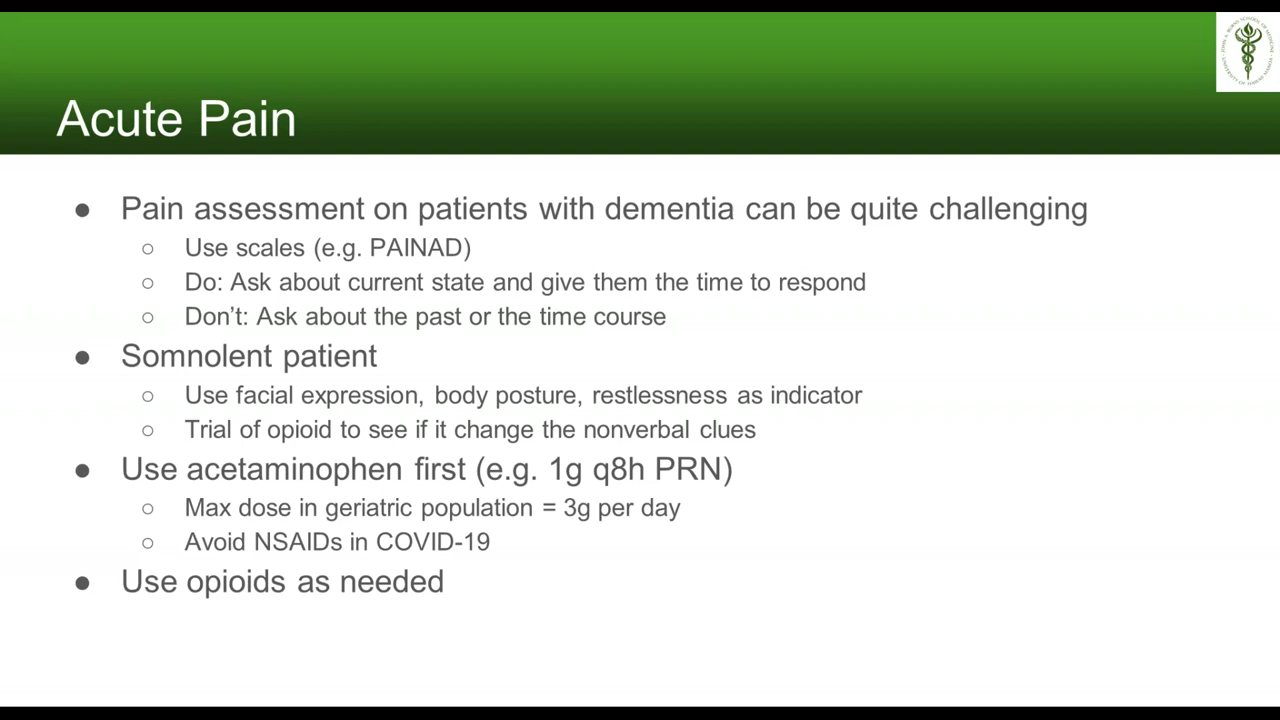 Acute Pain
● Pain assessment on patients with dementia can be quite challenging
○ Use scales (e.g. PAINAD)
○ Do: Ask about current state and give them the time to respond
○ Don’t: Ask about the past or the time course
● Somnolent patient
○ Use facial expression, body posture, restlessness as indicator
○ Trial of opioid to see if it change the nonverbal clues
● Use acetaminophen first (e.g. 1g q8h PRN)
○ Max dose in geriatric population = 3g per day
○ Avoid NSAIDs in COVID-19
● Use opioids as needed